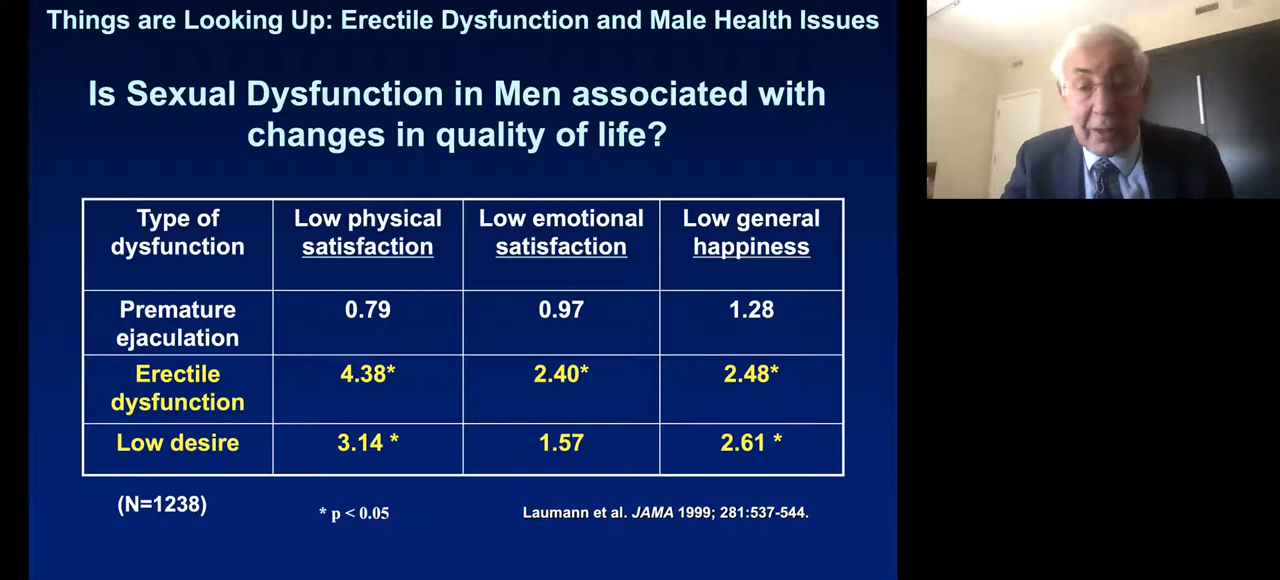 Things are Looking Up: Erectile Dysfunction and Male Health Issues
Is Sexual Dysfunction in Men associated with
changes in quality of life?
Type of dysfunction
Low physical satisfaction
Low emotional satisfaction
Low general happiness
Premature ejaculation
0.79
0.97
1.28
Erectile dysfunction
4.38*
2.40*
2.48*
Low desire
3.14 *
1.57
2.61 *
(N=1238)
* p < 0.05
Laumann et al. JAMA 1999; 281:537-544.